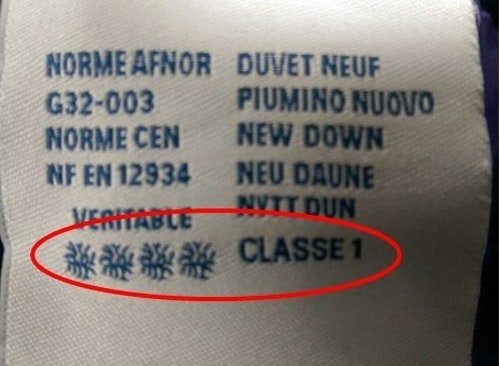 NORME AFNOR
G32-003
NORME CEN
NF EN 12934
VERITABLE
DUVET NEUF
PIUMINO NUOVO
NEW DOWN
NEU DAUNE
NYTT DUN
CLASSE 1